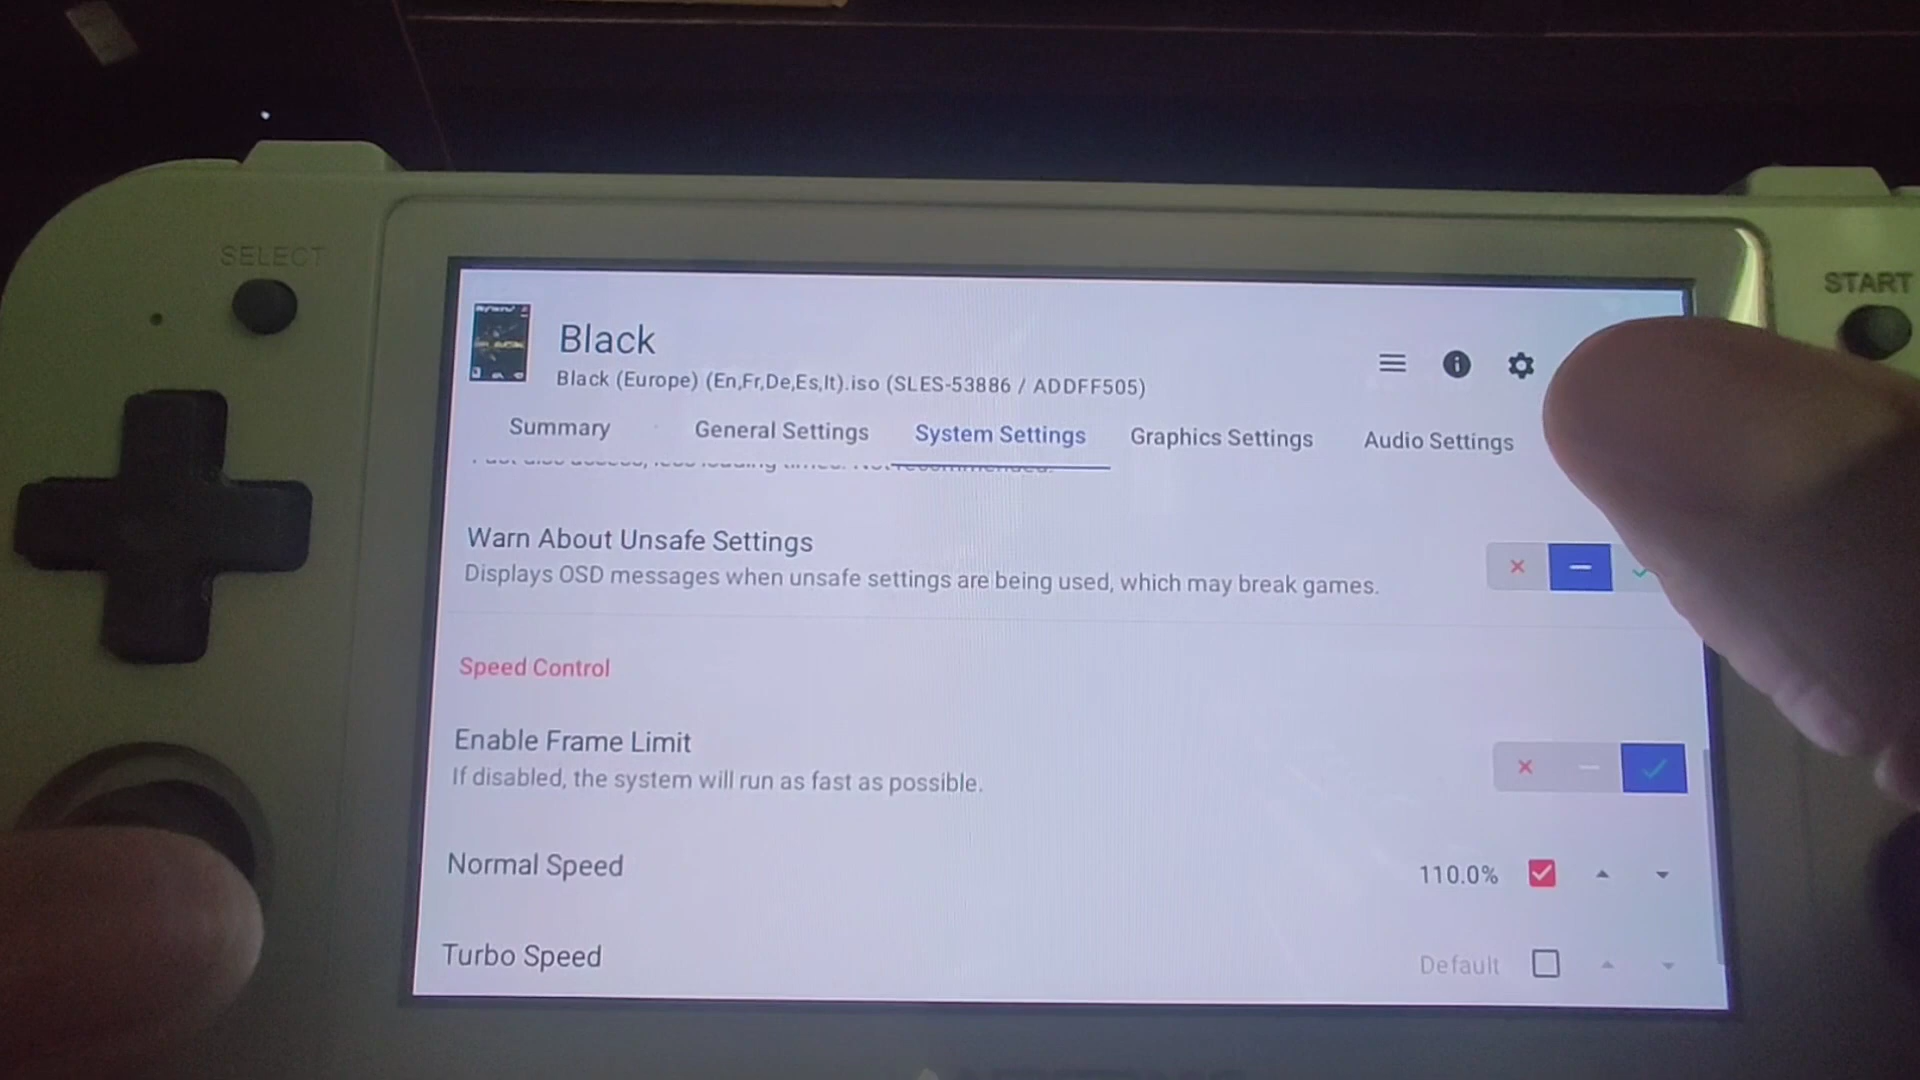 SELECT
START
Black
Black (Europe) (En,Fr,De,Es,It).iso (SLES-53886 / ADDFF505)
Summary
General Settings
System Settings
Graphics Settings
Audio Settings
Warn About Unsafe Settings
Displays OSD messages when unsafe settings are being used, which may break games.
Speed Control
Enable Frame Limit
If disabled, the system will run as fast as possible.
Normal Speed
110.0%
Turbo Speed
Default